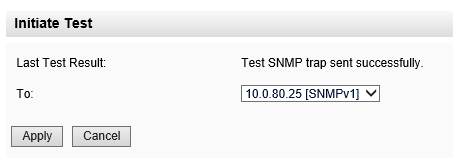 Initiate Test
Last Test Result: Test SNMP trap sent successfully.
To: 10.0.80.25 [SNMPv1]
Apply Cancel